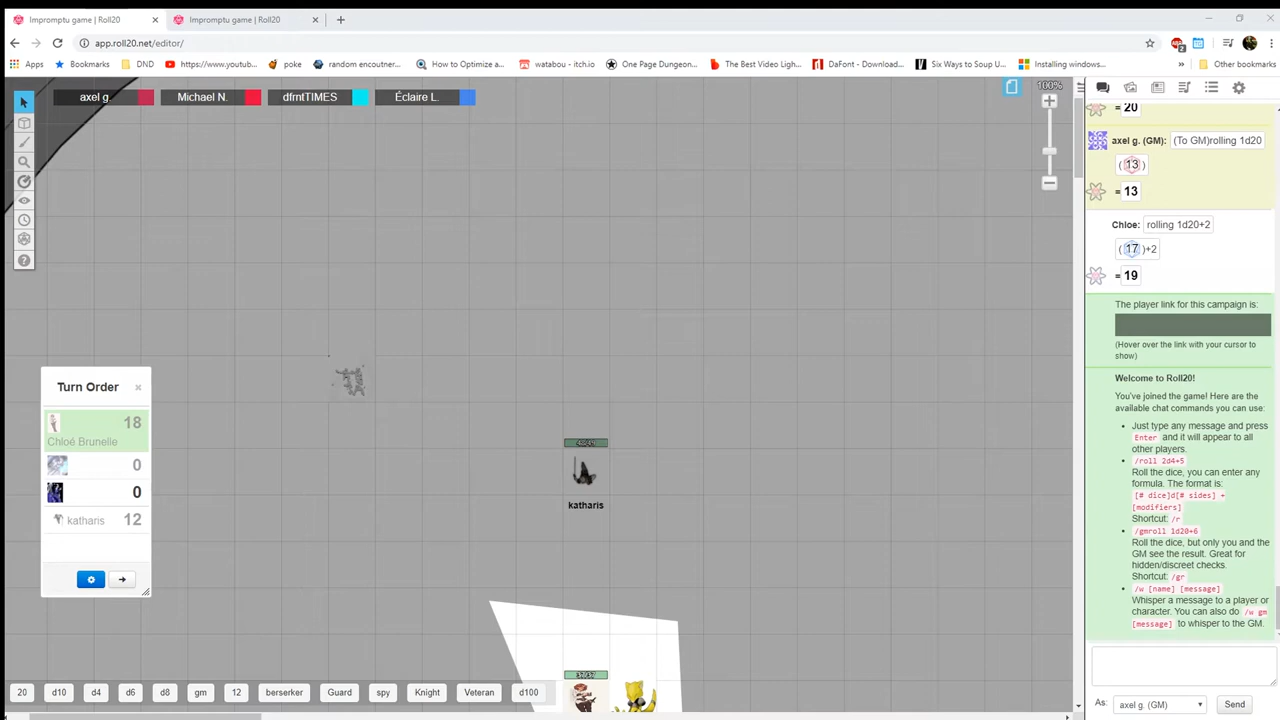 Impromptu game | Roll20
Impromptu game | Roll20
app.roll20.net/editor/
Apps
Bookmarks
DND
https://www.youtub...
poke
random encoutner...
How to Optimize a...
watabou - itch.io
One Page Dungeon...
The Best Video Ligh...
DaFont - Download...
Six Ways to Soup U...
Installing windows...
»
Other bookmarks
axel g.
Michael N.
dfrntTIMES
Éclaire L.
100%
= 20
axel g. (GM): (To GM)rolling 1d20
(13)
= 13
Chloe: rolling 1d20+2
(17)+2
= 19
The player link for this campaign is:
(Hover over the link with your cursor to
show)
Welcome to Roll20!
You've joined the game! Here are the
available chat commands you can use:
• Just type any message and press
Enter and it will appear to all
other players.
• /roll 2d4+5
Roll the dice, you can enter any
formula. The format is:
[# dice]d[# sides] +
[modifiers]
Shortcut: /r
• /gmroll 1d20+6
Roll the dice, but only you and the
GM see the result. Great for
hidden/discreet checks.
Shortcut: /gr
• /w [name] [message]
Whisper a message to a player or
character. You can also do /w gm
[message] to whisper to the GM.
As: axel g. (GM)
Send
Turn Order
18
Chloé Brunelle
0
0
katharis 12
katharis
37/37
20
d10
d4
d6
d8
gm
12
berserker
Guard
spy
Knight
Veteran
d100